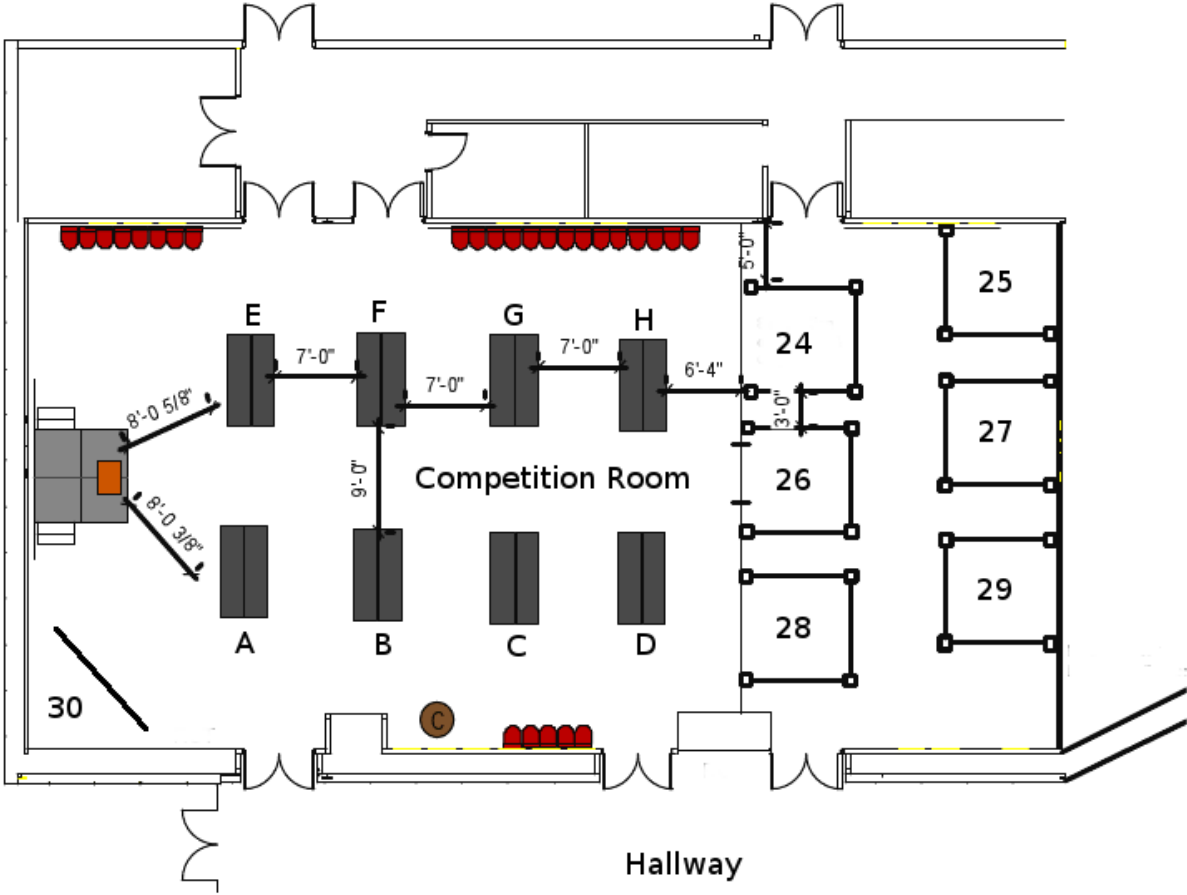 5'-0"
25
E
F
G
H
24
7'-0"
7'-0"
7'-0"
6'-4"
8'-0 5/8"
3'-0"
27
9'-0"
Competition Room
26
8'-0 3/8"
29
A
B
C
D
28
30
C
Hallway